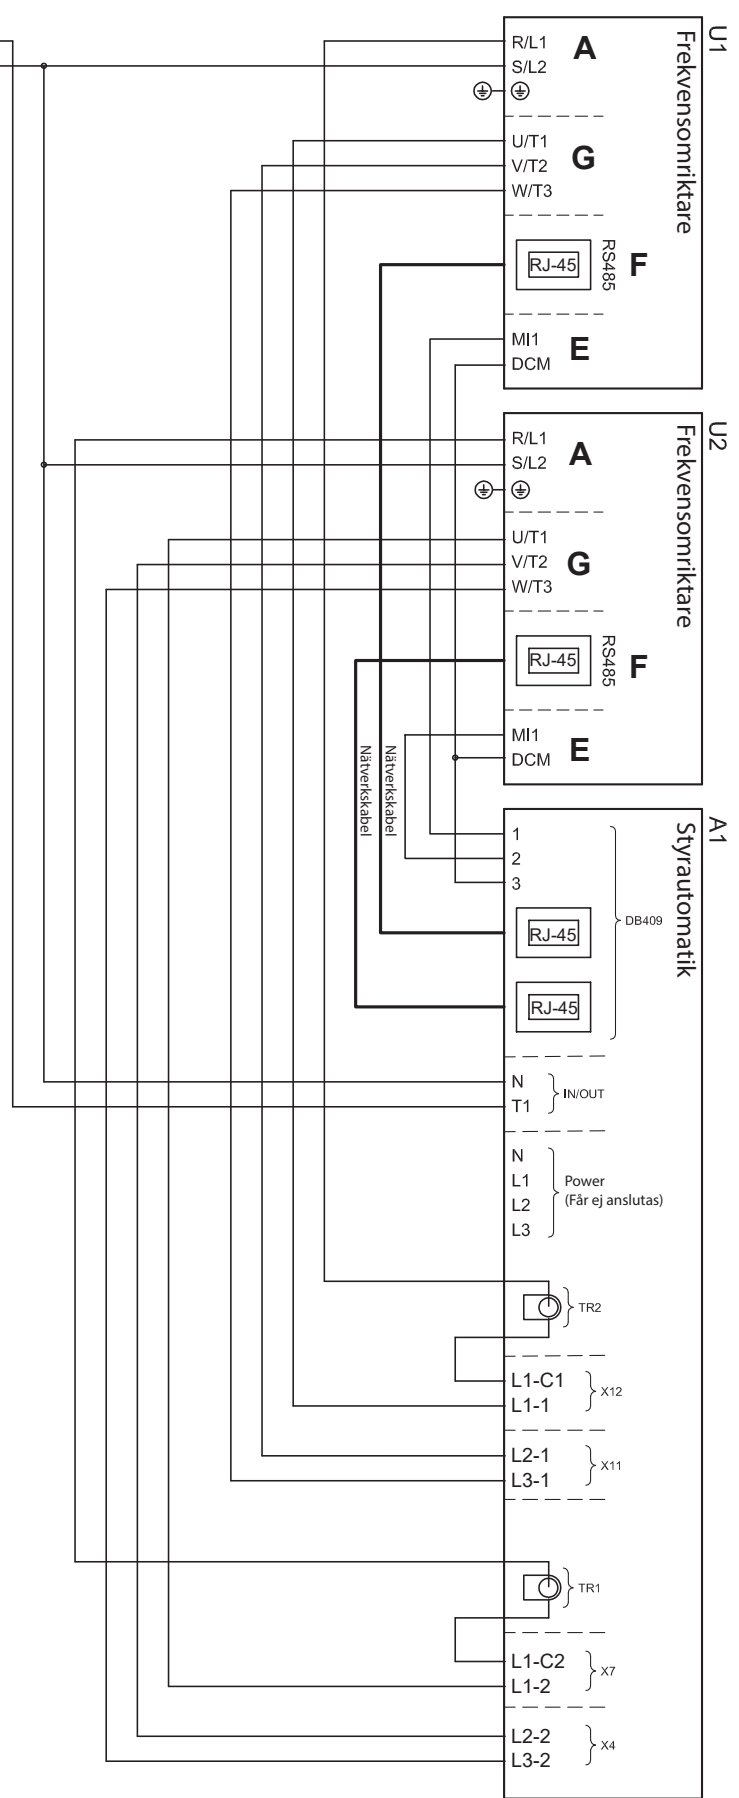 U1
Frekvensomriktare
R/L1
A
S/L2
U/T1
G
V/T2
W/T3
RJ-45
RS485
F
MI1
E
DCM
U2
Frekvensomriktare
R/L1
A
S/L2
U/T1
G
V/T2
W/T3
RJ-45
RS485
F
MI1
E
DCM
Nätverkskabel
Nätverkskabel
A1
Styrautomatik
1
2
3
DB409
RJ-45
RJ-45
N
T1
IN/OUT
N
L1
L2
L3
Power
(Får ej anslutas)
TR2
L1-C1
L1-1
X12
L2-1
L3-1
X11
TR1
L1-C2
L1-2
X7
L2-2
L3-2
X4